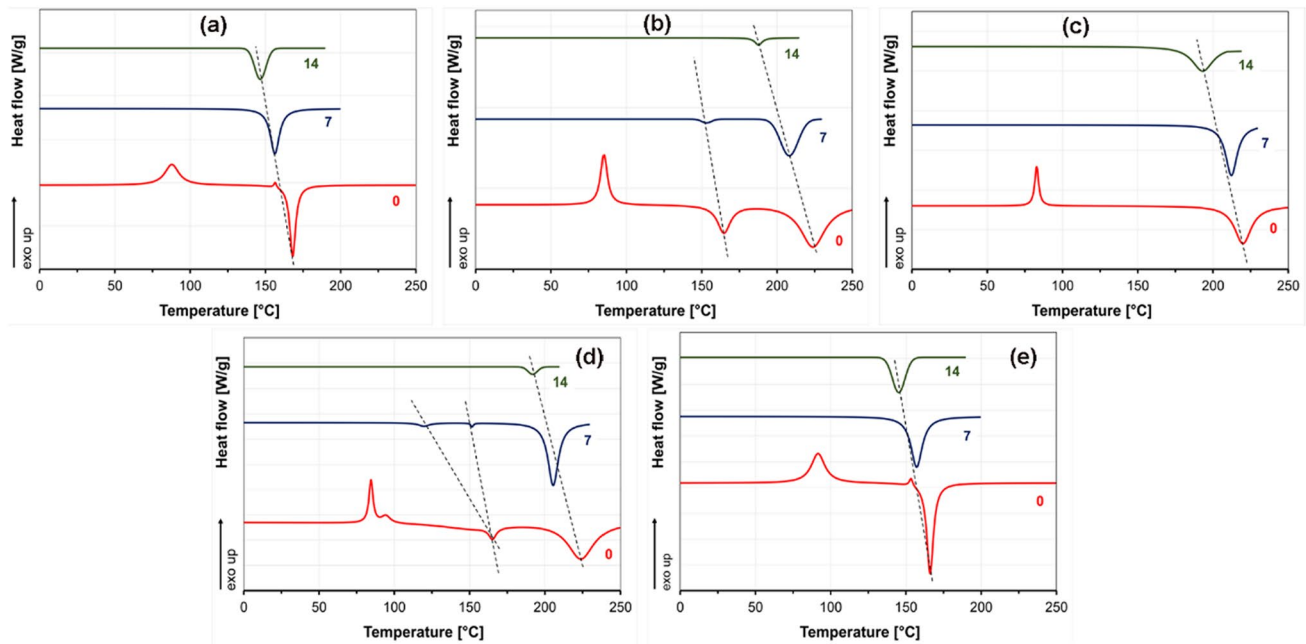 (a)
Heat flow [W/g]
exo up
14
7
0
0 50 100 150 200 250
Temperature [°C]
(b)
Heat flow [W/g]
exo up
14
7
0
0 50 100 150 200 250
Temperature [°C]
(c)
Heat flow [W/g]
exo up
14
7
0
0 50 100 150 200 250
Temperature [°C]
(d)
Heat flow [W/g]
exo up
14
7
0
0 50 100 150 200 250
Temperature [°C]
(e)
Heat flow [W/g]
exo up
14
7
0
0 50 100 150 200 250
Temperature [°C]